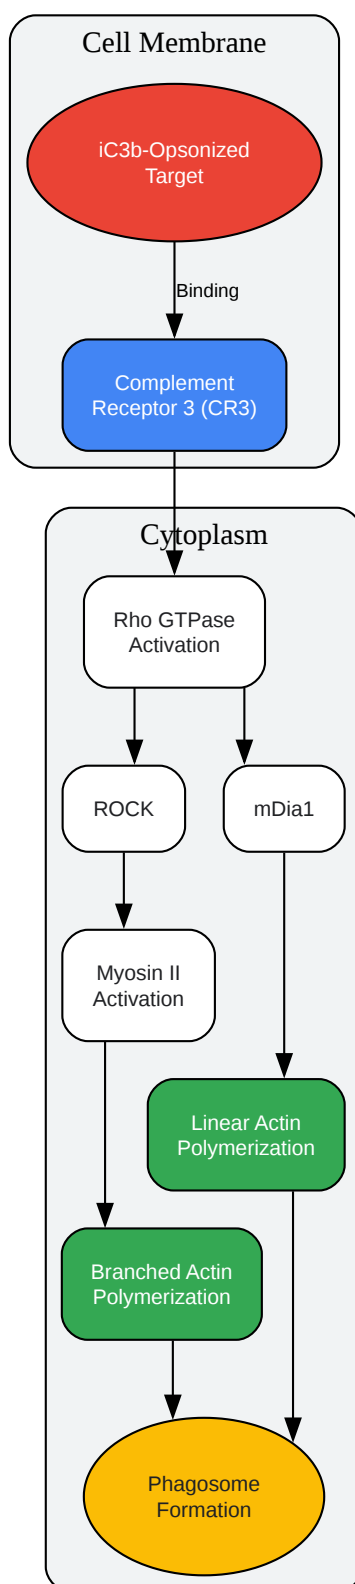 Cell Membrane
iC3b-Opsonized
Target
Binding
Complement
Receptor 3 (CR3)
Cytoplasm
Rho GTPase
Activation
ROCK
mDia1
Myosin II
Activation
Linear Actin
Polymerization
Branched Actin
Polymerization
Phagosome
Formation